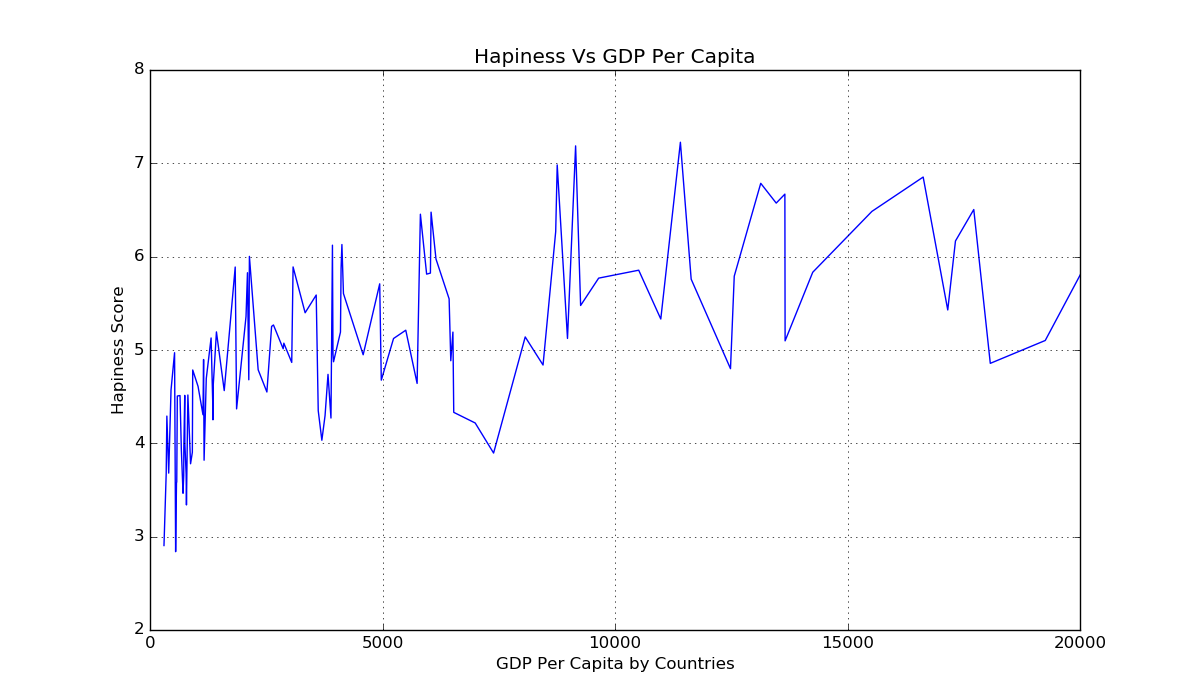 Hapiness Vs GDP Per Capita
8
7
6
5
4
3
2
Hapiness Score
0 5000 10000 15000 20000
GDP Per Capita by Countries